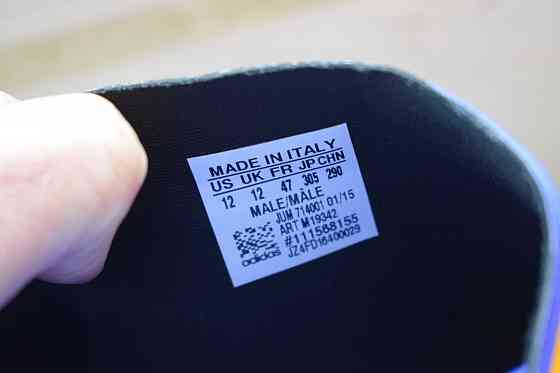 MADE IN ITALY
US UK FR JP CHN
12 12 47 305 290
MALE/MÂLE
JUM 714001 01/15
ART M19342
#111568155
JZ4FD16400029
adidas